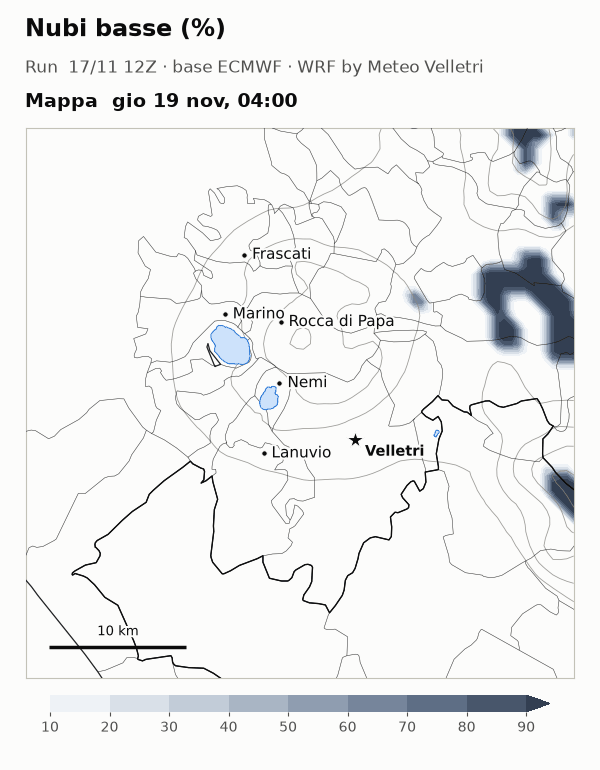 Nubi basse (%)
Run  17/11 12Z · base ECMWF · WRF by Meteo Velletri
Mappa  gio 19 nov, 04:00
Frascati
Marino
Rocca di Papa
Nemi
Velletri
Lanuvio
10 km
10 20 30 40 50 60 70 80 90